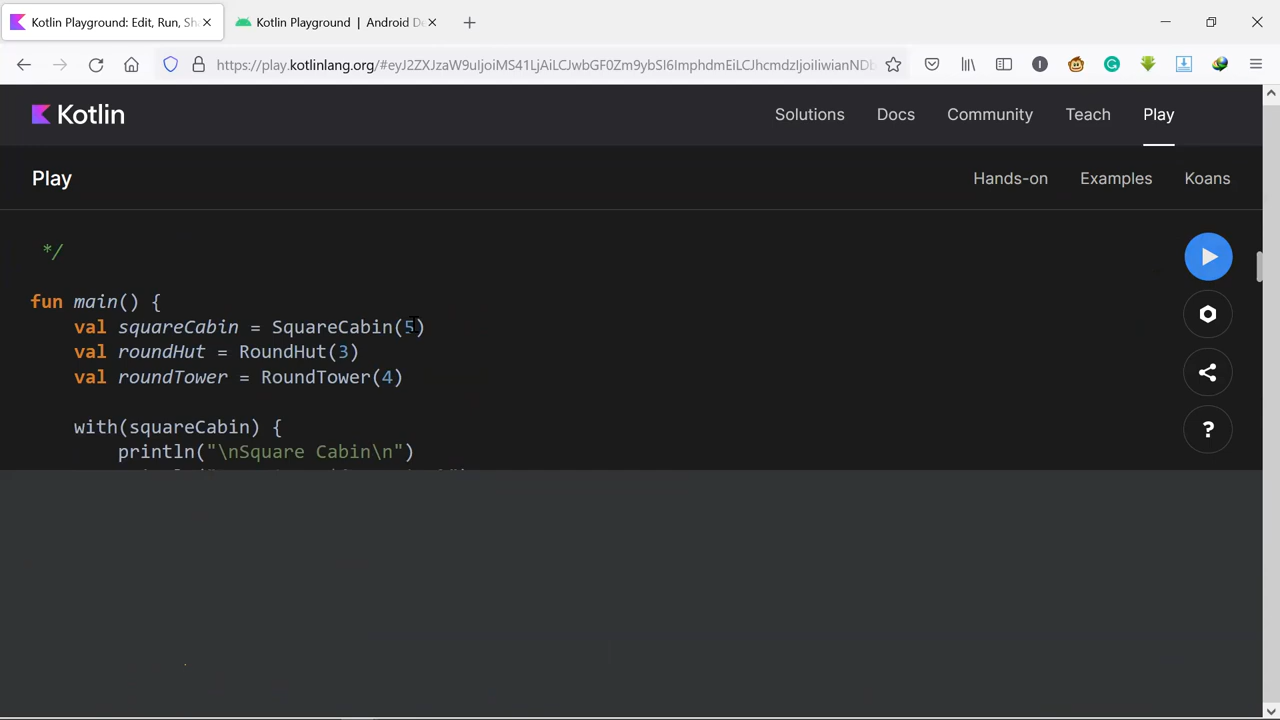 Kotlin Playground: Edit, Run, Sh
Kotlin Playground | Android De
https://play.kotlinlang.org/#eyJ2ZXJzaW9uIjoiMS41LjAiLCJwbGF0Zm9ybSI6ImphdmEiLCJhcmdzIjoiIiwianND
Kotlin
Solutions
Docs
Community
Teach
Play
Play
Hands-on
Examples
Koans
*/
fun main() {
val squareCabin = SquareCabin(5)
val roundHut = RoundHut(3)
val roundTower = RoundTower(4)
with(squareCabin) {
println("\nSquare Cabin\n")